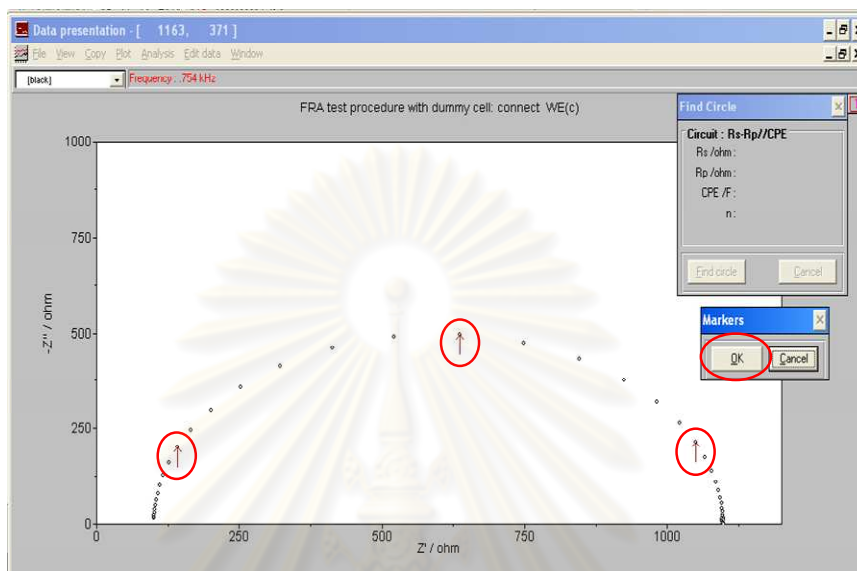 Data presentation - [ 1163, 371 ]
File View Copy Plot Analysis Edit data Window
[black] Frequency : .754 kHz
FRA test procedure with dummy cell: connect WE(c)
1000
750
500
250
0
-Z'' / ohm
0 250 500 750 1000
Z' / ohm
Find Circle
Circuit : Rs-Rp//CPE
Rs /ohm :
Rp /ohm :
CPE /F :
n :
Find circle Cancel
Markers
OK Cancel